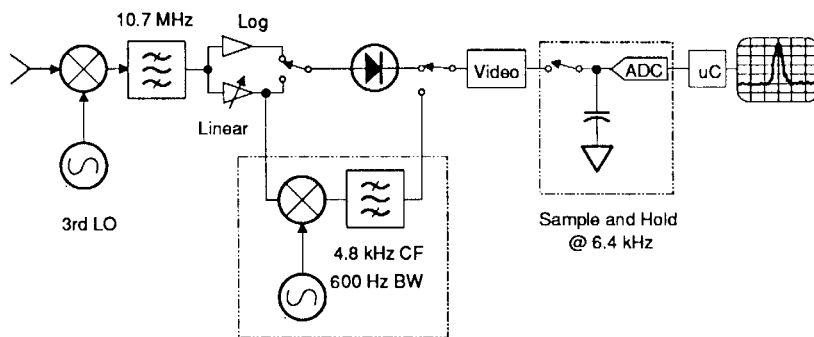 10.7 MHz
Log
Linear
3rd LO
4.8 kHz CF
600 Hz BW
Video
ADC
uC
Sample and Hold
@ 6.4 kHz